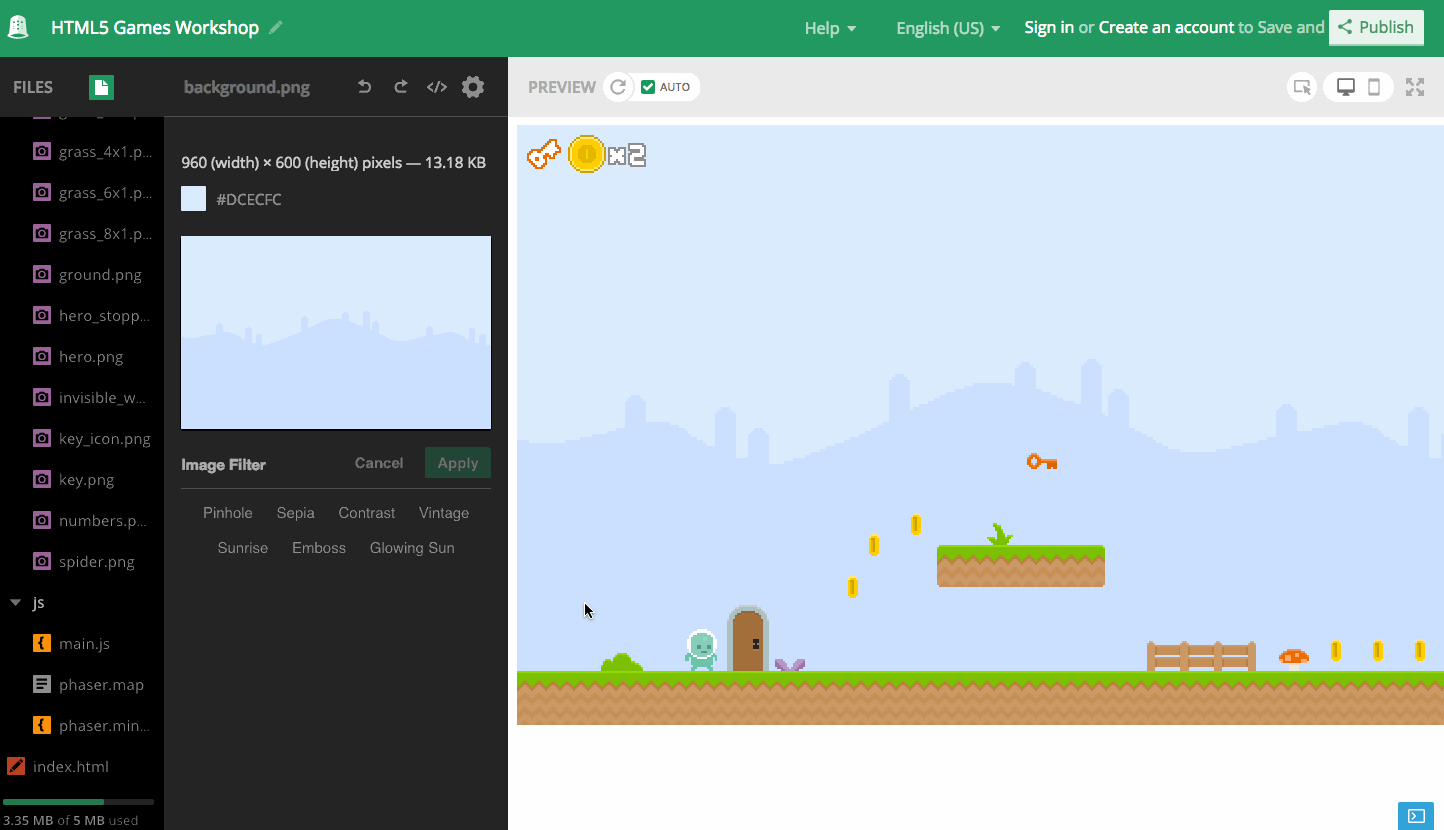 HTML5 Games Workshop
Help
English (US)
Sign in or Create an account to Save and
Publish
FILES
background.png
PREVIEW
AUTO
grass_4x1.p...
grass_6x1.p...
grass_8x1.p...
ground.png
hero_stopp...
hero.png
invisible_w...
key_icon.png
key.png
numbers.p...
spider.png
js
main.js
phaser.map
phaser.min...
index.html
3.35 MB of 5 MB used
960 (width) × 600 (height) pixels — 13.18 KB
#DCECFC
Image Filter
Cancel
Apply
Pinhole Sepia Contrast Vintage
Sunrise Emboss Glowing Sun
x2